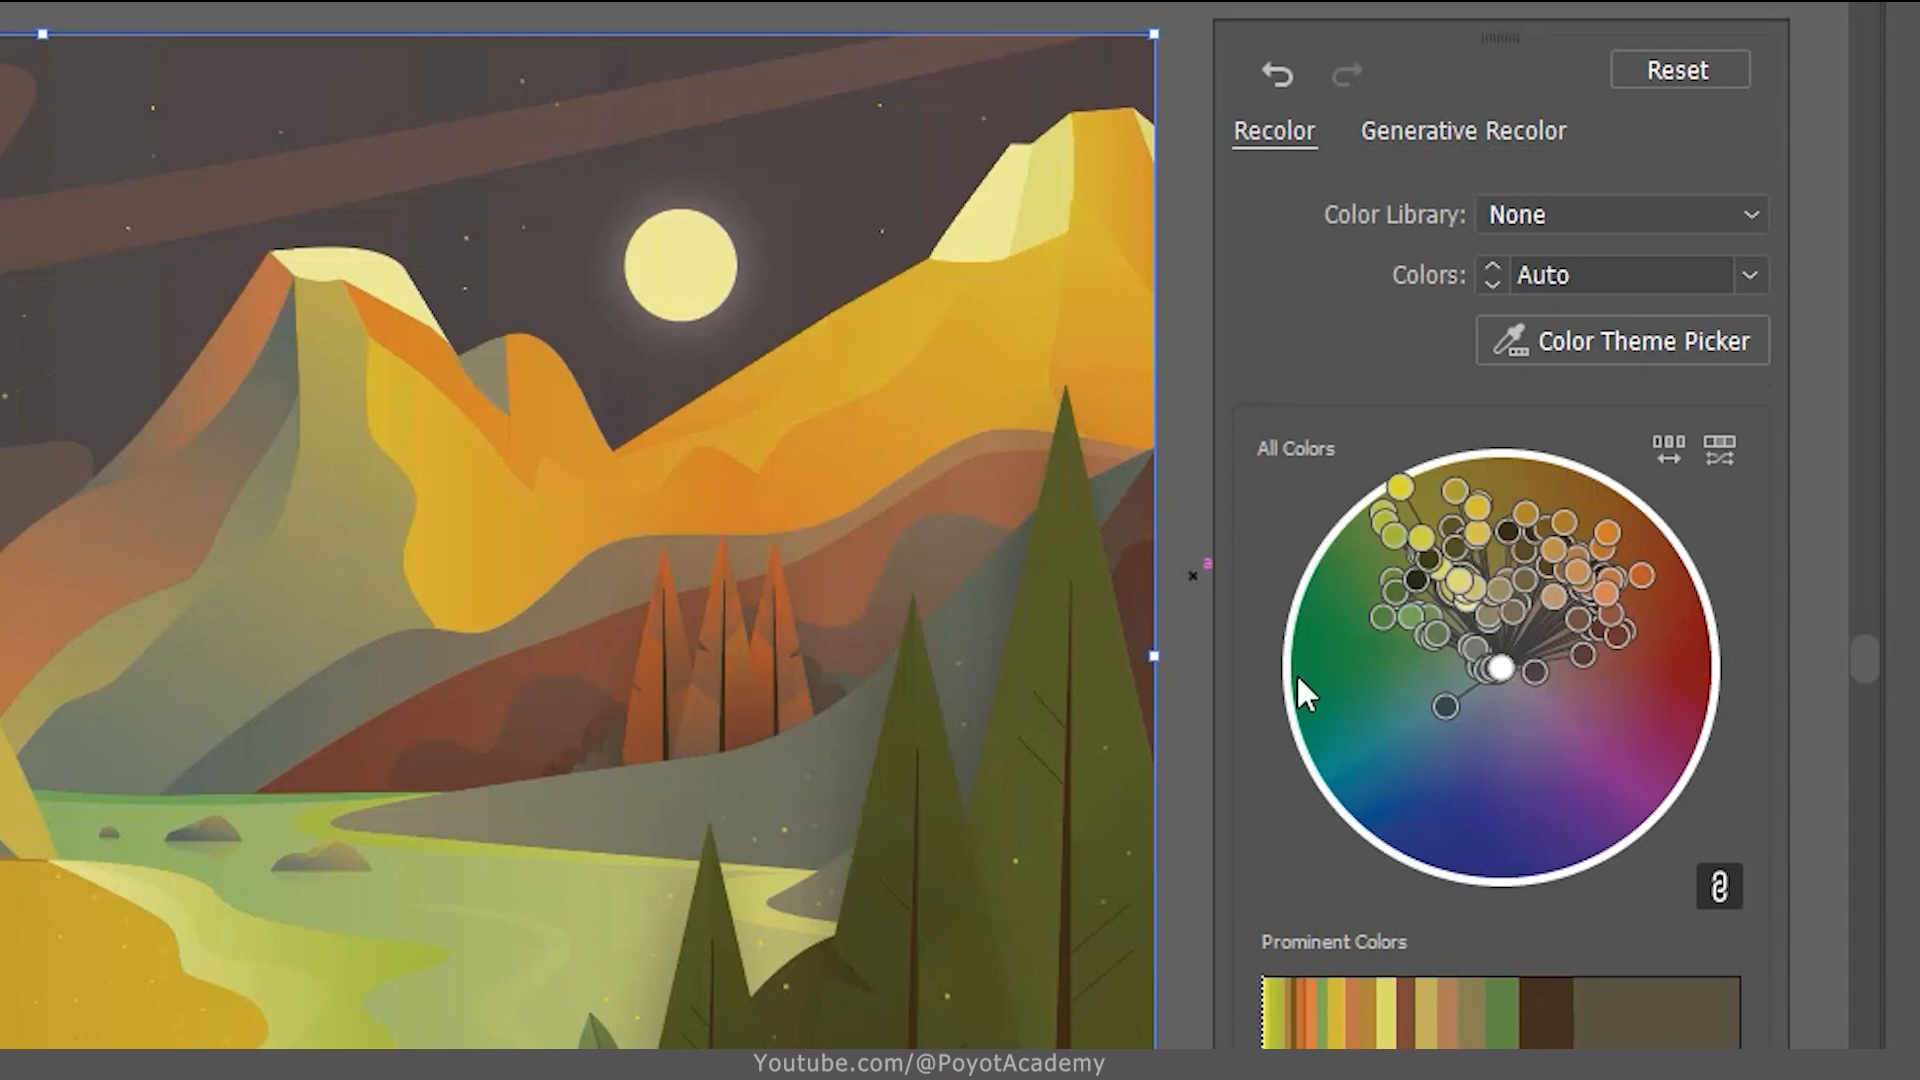 Reset
Recolor Generative Recolor
Color Library: None
Colors: Auto
Color Theme Picker
All Colors
a
Prominent Colors
Youtube.com/@PoyotAcademy